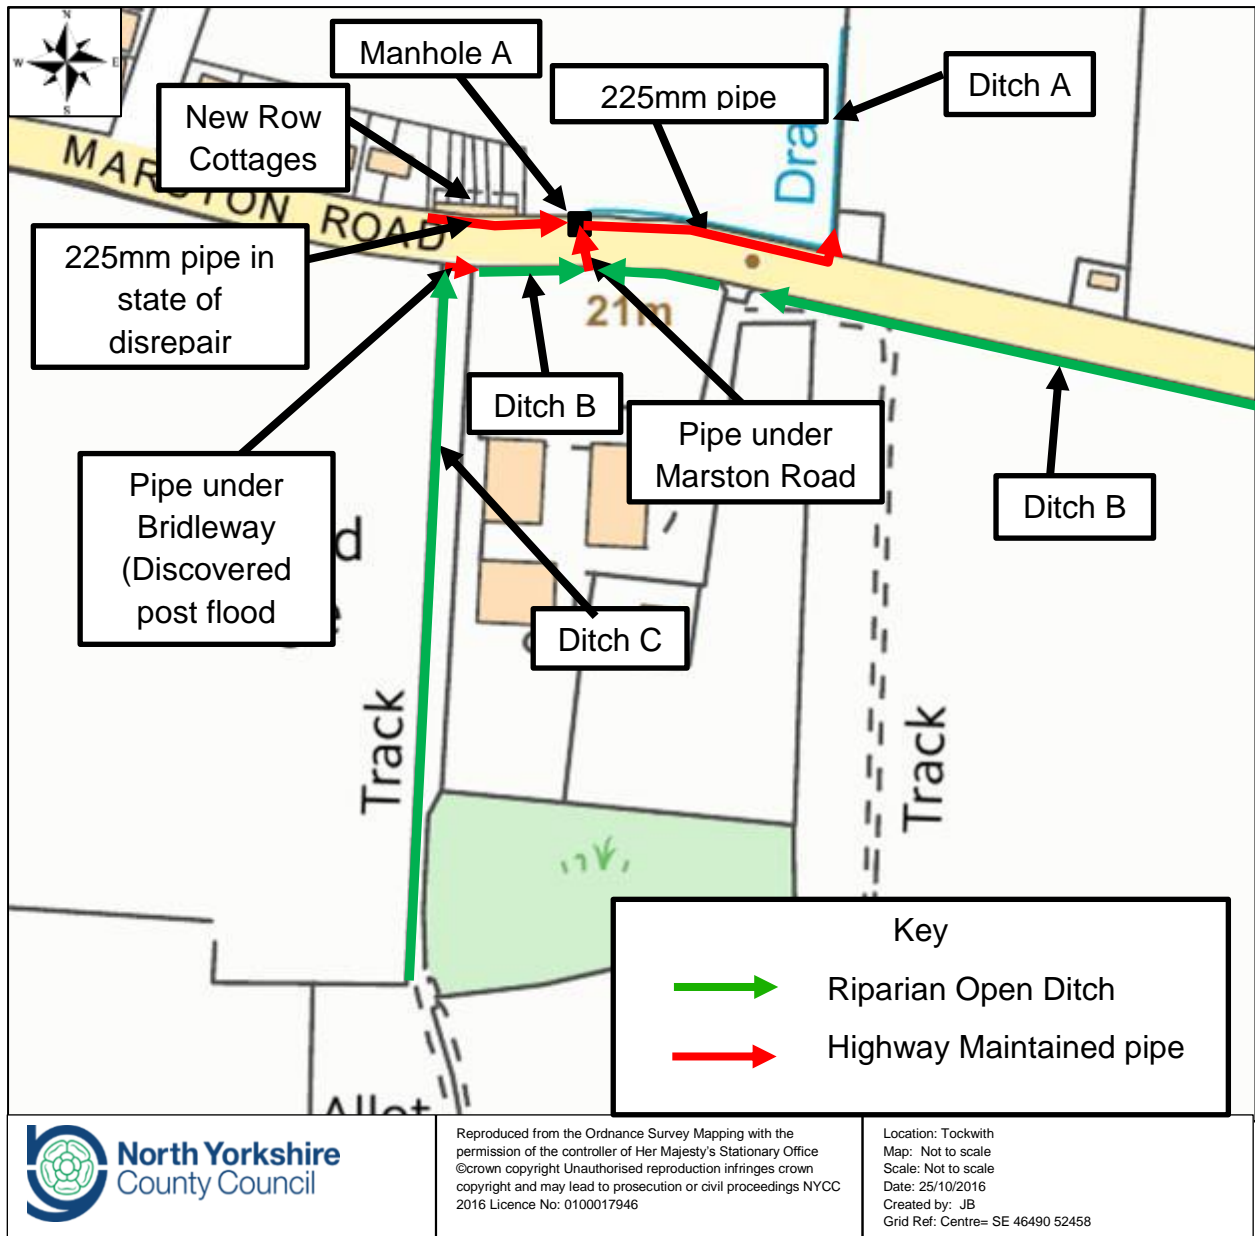 N
W E
S
Manhole A
225mm pipe
Ditch A
New Row
Cottages
MARSTON ROAD
Dra
225mm pipe in
state of
disrepair
21m
Ditch B
Pipe under
Marston Road
Ditch B
Pipe under
Bridleway
(Discovered
post flood
d
Ditch C
Track
Track
Key
Riparian Open Ditch
Highway Maintained pipe
Allot
North Yorkshire
County Council
Reproduced from the Ordnance Survey Mapping with the
permission of the controller of Her Majesty's Stationary Office
©crown copyright Unauthorised reproduction infringes crown
copyright and may lead to prosecution or civil proceedings NYCC
2016 Licence No: 0100017946
Location: Tockwith
Map: Not to scale
Scale: Not to scale
Date: 25/10/2016
Created by: JB
Grid Ref: Centre= SE 46490 52458